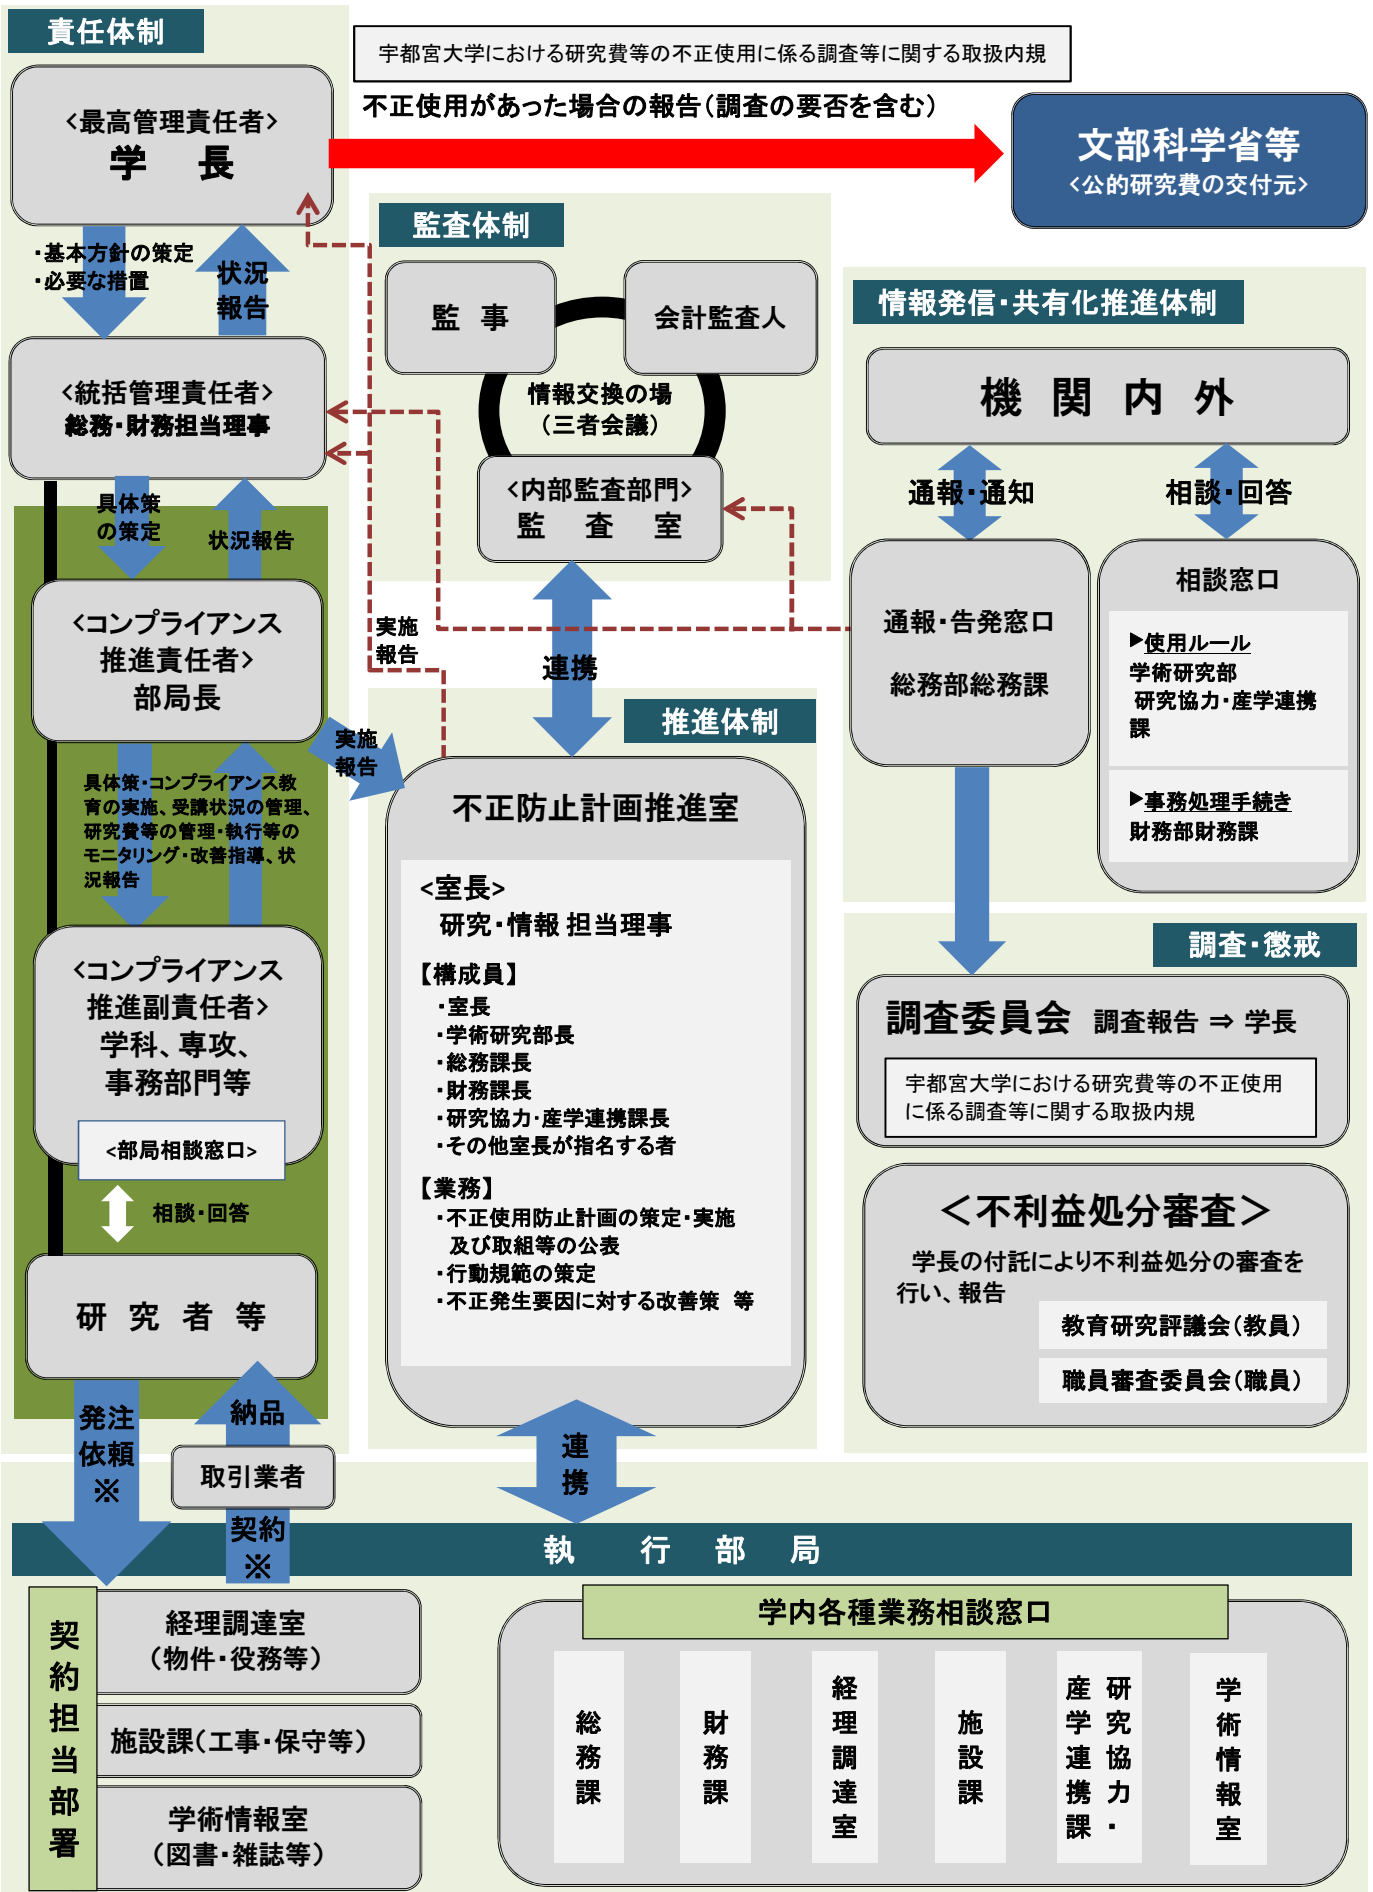 責任体制
宇都宮大学における研究費等の不正使用に係る調査等に関する取扱内規
不正使用があった場合の報告(調査の要否を含む)
<最高管理責任者>
学 長
文部科学省等
<公的研究費の交付元>
・基本方針の策定
・必要な措置
状況
報告
<統括管理責任者>
総務・財務担当理事
具体策
の策定
状況報告
<コンプライアンス
推進責任者>
部局長
実施
報告
具体策・コンプライアンス教
育の実施、受講状況の管理、
研究費等の管理・執行等の
モニタリング・改善指導、状
況報告
<コンプライアンス
推進副責任者>
学科、専攻、
事務部門等
<部局相談窓口>
相談・回答
研 究 者 等
監査体制
監 事
会計監査人
情報交換の場
(三者会議)
<内部監査部門>
監 査 室
実施
報告
連携
推進体制
不正防止計画推進室
<室長>
研究・情報 担当理事
【構成員】
・室長
・学術研究部長
・総務課長
・財務課長
・研究協力・産学連携課長
・その他室長が指名する者
【業務】
・不正使用防止計画の策定・実施
及び取組等の公表
・行動規範の策定
・不正発生要因に対する改善策 等
情報発信・共有化推進体制
機 関 内 外
通報・通知
相談・回答
通報・告発窓口
総務部総務課
相談窓口
▶使用ルール
学術研究部
研究協力・産学連携
課
▶事務処理手続き
財務部財務課
調査・懲戒
調査委員会 調査報告 ⇒ 学長
宇都宮大学における研究費等の不正使用
に係る調査等に関する取扱内規
＜不利益処分審査＞
学長の付託により不利益処分の審査を
行い、報告
教育研究評議会(教員)
職員審査委員会(職員)
発注
依頼
※
納品
取引業者
契約
※
連
携
執 行 部 局
契約担当部署
経理調達室
(物件・役務等)
施設課(工事・保守等)
学術情報室
(図書・雑誌等)
学内各種業務相談窓口
総務課
財務課
経理調達室
施設課
研究協力・
産学連携課
学術情報室